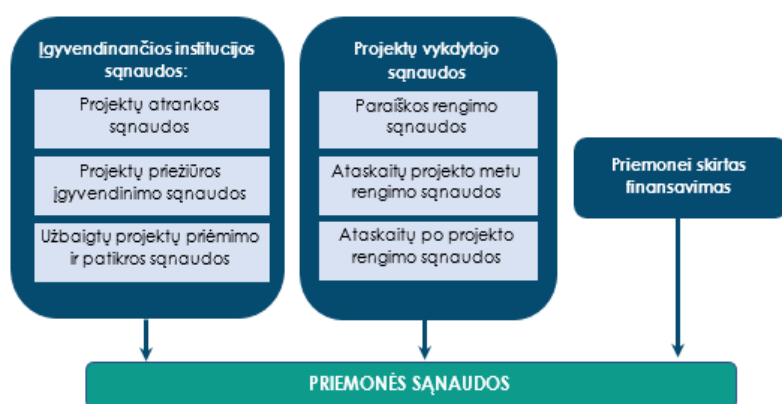 Įgyvendinančios institucijos
sąnaudos:
Projektų atrankos
sąnaudos
Projektų priežiūros
įgyvendinimo sąnaudos
Užbaigtų projektų priėmimo
ir patikros sąnaudos
Projektų vykdytojo
sąnaudos
Paraiškos rengimo
sąnaudos
Ataskaitų projekto metu
rengimo sąnaudos
Ataskaitų po projekto
rengimo sąnaudos
Priemonei skirtas
finansavimas
PRIEMONĖS SĄNAUDOS